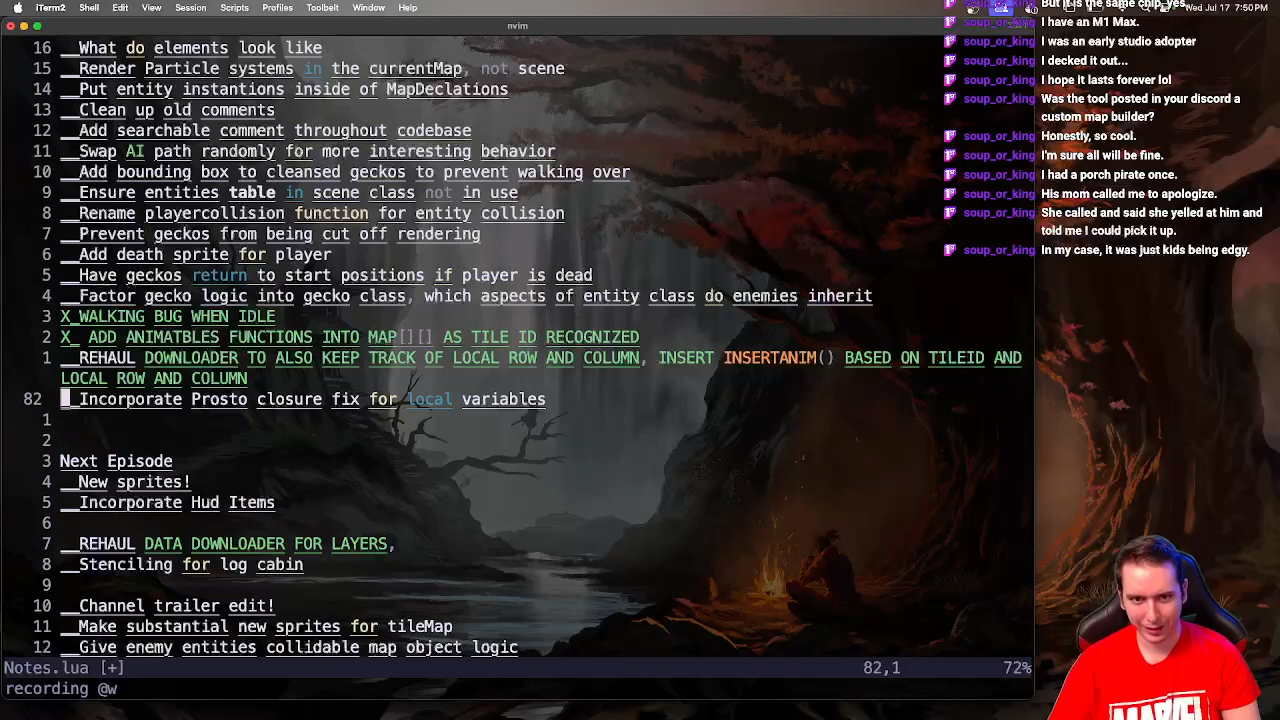 iTerm2 Shell Edit View Session Scripts Profiles Toolbelt Window Help
Wed Jul 17 7:50 PM
nvim
16 __What do elements look like
15 __Render Particle systems in the currentMap, not scene
14 __Put entity instantions inside of MapDeclations
13 __Clean up old comments
12 __Add searchable comment throughout codebase
11 __Swap AI path randomly for more interesting behavior
10 __Add bounding box to cleansed geckos to prevent walking over
9 __Ensure entities table in scene class not in use
8 __Rename playercollision function for entity collision
7 __Prevent geckos from being cut off rendering
6 __Add death sprite for player
5 __Have geckos return to start positions if player is dead
4 __Factor gecko logic into gecko class, which aspects of entity class do enemies inherit
3 X_WALKING BUG WHEN IDLE
2 X_ ADD ANIMATBLES FUNCTIONS INTO MAP[][] AS TILE ID RECOGNIZED
1 __REHAUL DOWNLOADER TO ALSO KEEP TRACK OF LOCAL ROW AND COLUMN, INSERT INSERTANIM() BASED ON TILEID AND
LOCAL ROW AND COLUMN
82 _Incorporate Prosto closure fix for local variables
1
2
3 Next Episode
4 __New sprites!
5 __Incorporate Hud Items
6
7 __REHAUL DATA DOWNLOADER FOR LAYERS,
8 __Stenciling for log cabin
9
10 __Channel trailer edit!
11 __Make substantial new sprites for tileMap
12 __Give enemy entities collidable map object logic
Notes.lua [+] 82,1 72%
recording @w
soup_or_king But it is the same chip, yes.
soup_or_king I have an M1 Max.
soup_or_king I was an early studio adopter
soup_or_king I decked it out...
soup_or_king I hope it lasts forever lol
soup_or_king Was the tool posted in your discord a
custom map builder?
soup_or_king Honestly, so cool.
soup_or_king I'm sure all will be fine.
soup_or_king I had a porch pirate once.
soup_or_king His mom called me to apologize.
soup_or_king She called and said she yelled at him and
told me I could pick it up.
soup_or_king In my case, it was just kids being edgy.
MARVEL